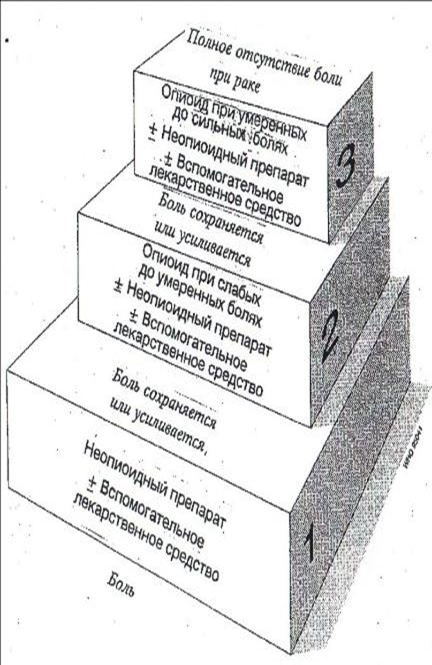 Полное отсутствие боли
при раке
Опиоид при умеренных
до сильных болях
± Неопиоидный препарат
± Вспомогательное
лекарственное средство
3
Боль сохраняется
или усиливается
Опиоид при слабых
до умеренных болях
± Неопиоидный препарат
± Вспомогательное
лекарственное средство
2
Боль сохраняется
или усиливается,
Неопиоидный препарат
± Вспомогательное
лекарственное средство
1
Боль